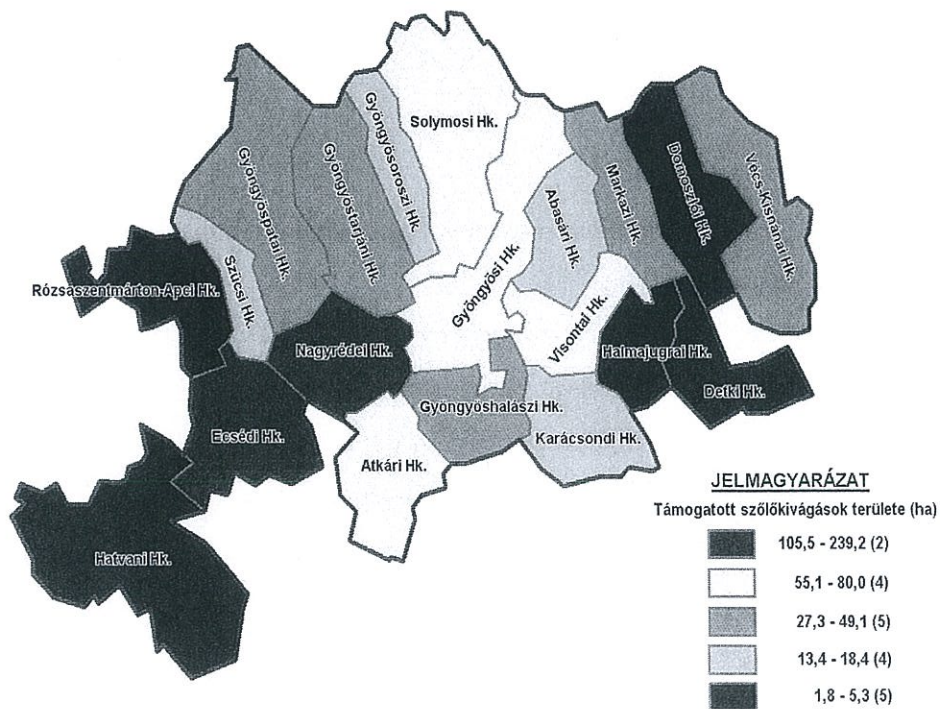 Solymosi Hk.
Gyöngyösoroszi Hk.
Gyöngyöstarjáni Hk.
Gyöngyöspatai Hk.
Szücsi Hk.
Rózsaszentmárton-Apci Hk.
Nagyrédei Hk.
Ecsédi Hk.
Hatvani Hk.
Atkári Hk.
Gyöngyöshalászi Hk.
Gyöngyösi Hk.
Abasári Hk.
Visontai Hk.
Karácsondi Hk.
Markazi Hk.
Domoszlói Hk.
Vécs-Kisnánai Hk.
Halmajugrai Hk.
Detki Hk.
JELMAGYARÁZAT
Támogatott szőlőkivágások területe (ha)
105,5 - 239,2 (2)
55,1 - 80,0 (4)
27,3 - 49,1 (5)
13,4 - 18,4 (4)
1,8 - 5,3 (5)